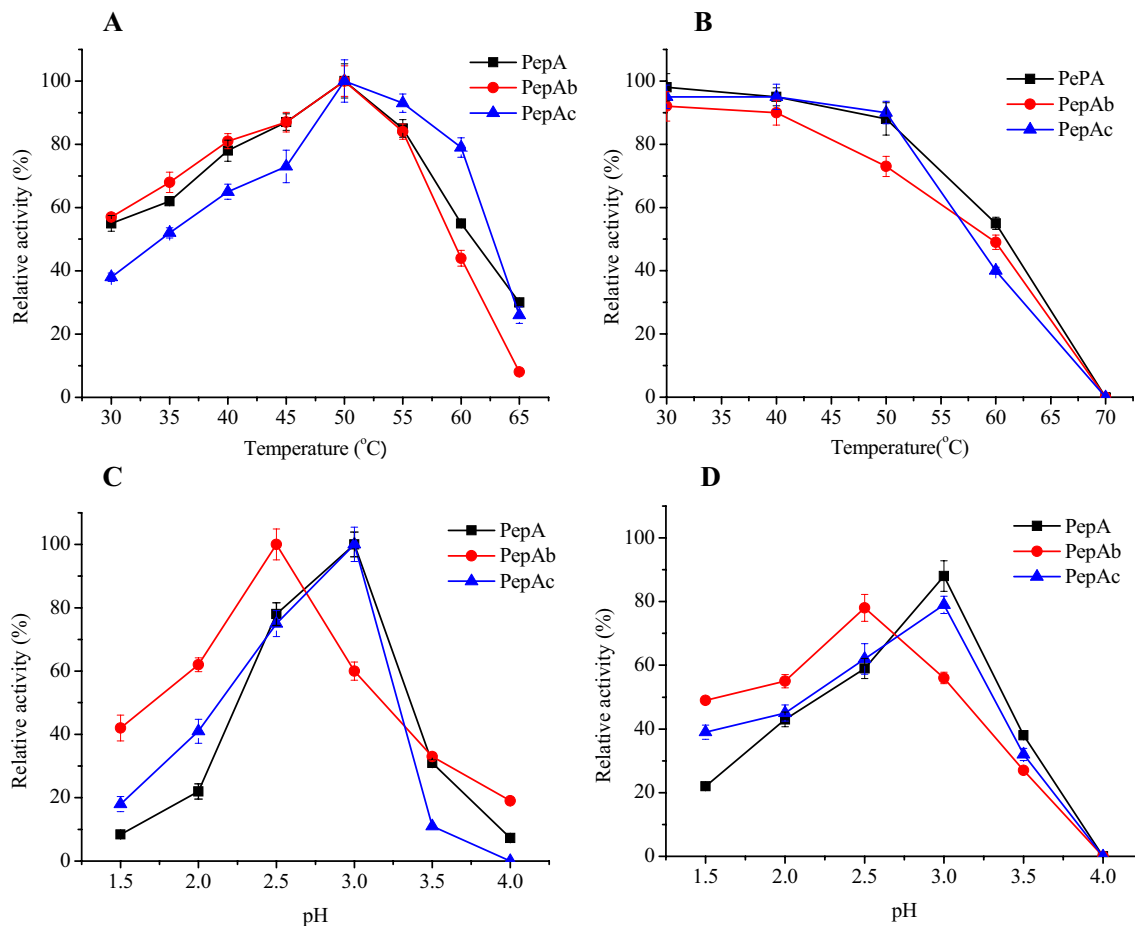 A
PepA
PepAb
PepAc
Relative activity (%)
100
80
60
40
20
0
30 35 40 45 50 55 60 65
Temperature (°C)
B
PePA
PepAb
PepAc
Relative activity (%)
100
80
60
40
20
0
30 35 40 45 50 55 60 65 70
Temperature(°C)
C
PepA
PepAb
PepAc
Relative activity (%)
100
80
60
40
20
0
1.5 2.0 2.5 3.0 3.5 4.0
pH
D
PepA
PepAb
PepAc
Relative activity (%)
100
80
60
40
20
0
1.5 2.0 2.5 3.0 3.5 4.0
pH